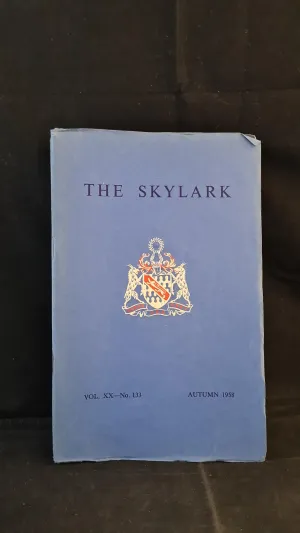 THE SKYLARK
VOL. XX—No. 131
AUTUMN 1958